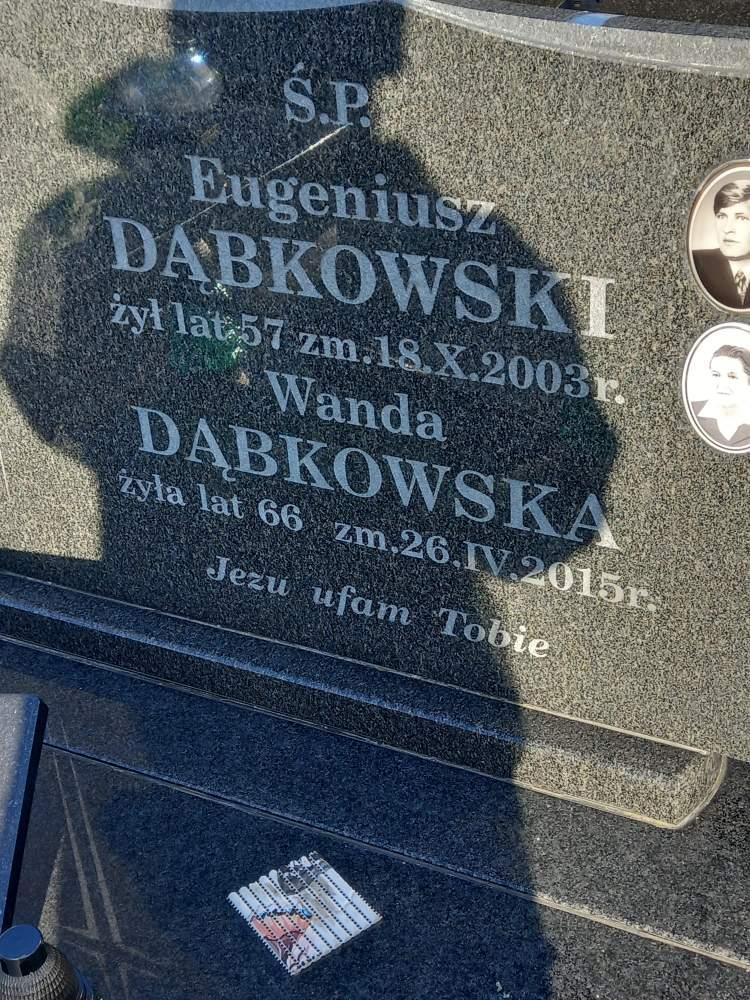 Ś.P.
Eugeniusz
DĄBKOWSKI
żył lat 57 zm.18.X.2003r.
Wanda
DĄBKOWSKA
żyła lat 66 zm.26.IV.2015r.
Jezu ufam Tobie